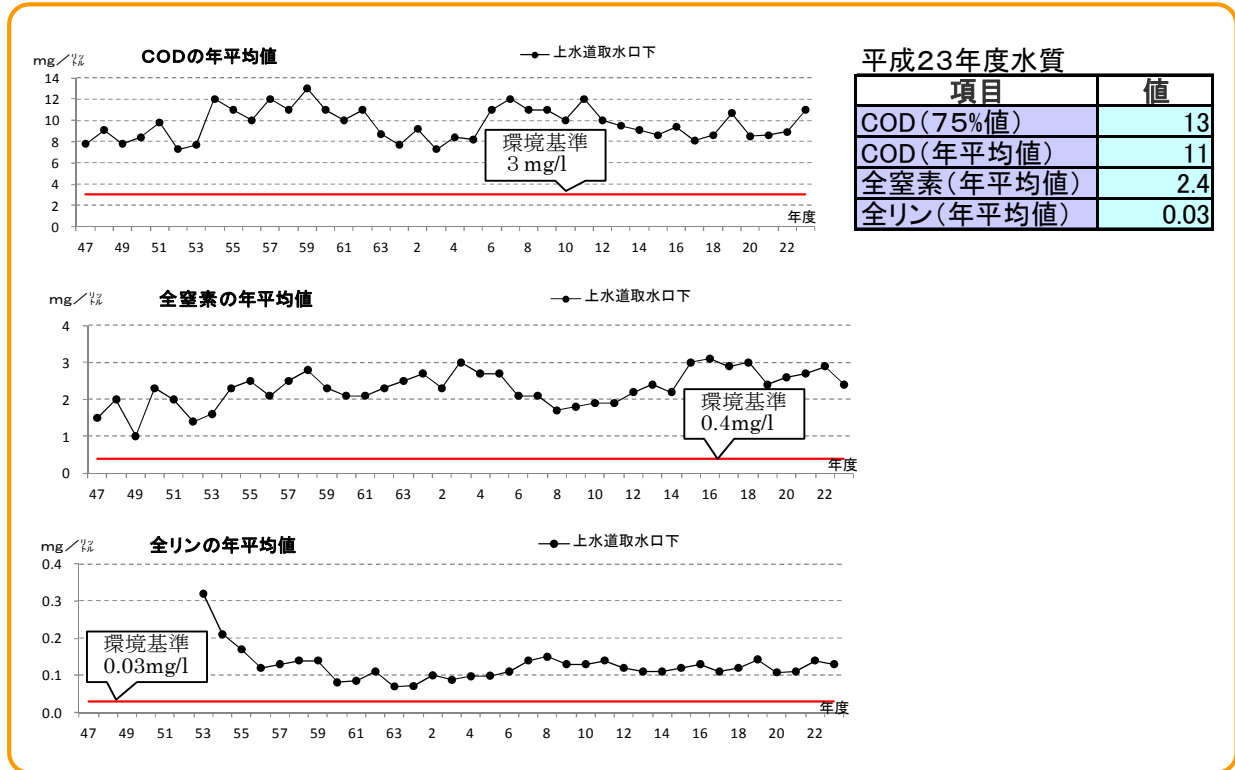 mg/㍑
CODの年平均値
上水道取水口下
14
12
10
8
6
4
2
0
環境基準
3 mg/l
年度
47 49 51 53 55 57 59 61 63 2 4 6 8 10 12 14 16 18 20 22
平成23年度水質
項目 値
COD(75%値) 13
COD(年平均値) 11
全窒素(年平均値) 2.4
全リン(年平均値) 0.03
mg/㍑
全窒素の年平均値
上水道取水口下
4
3
2
1
0
環境基準
0.4mg/l
年度
47 49 51 53 55 57 59 61 63 2 4 6 8 10 12 14 16 18 20 22
mg/㍑
全リンの年平均値
上水道取水口下
0.4
0.3
0.2
0.1
0.0
環境基準
0.03mg/l
年度
47 49 51 53 55 57 59 61 63 2 4 6 8 10 12 14 16 18 20 22